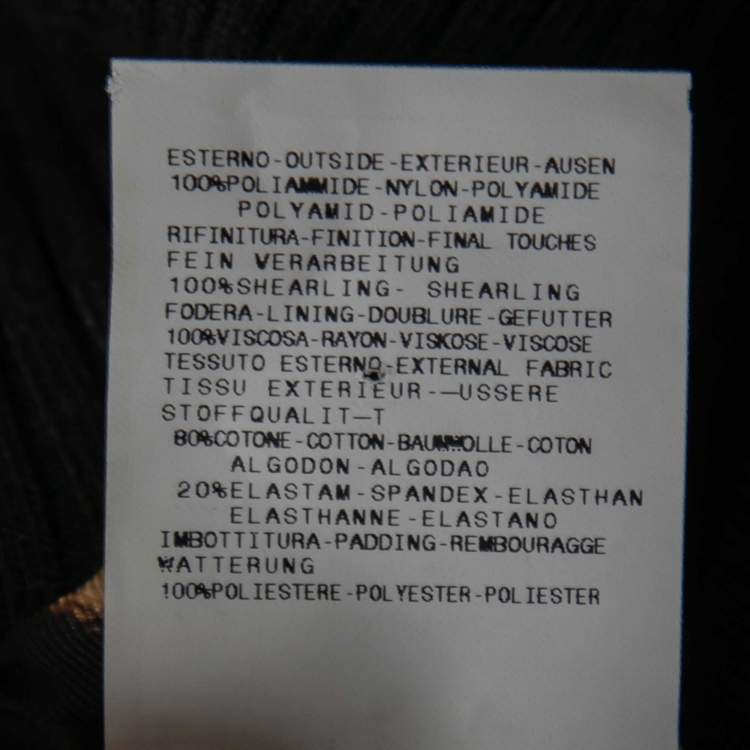 ESTERNO-OUTSIDE-EXTERIEUR-AUSEN
100%POLIAMMIDE-NYLON-POLYAMIDE
POLYAMID-POLIAMIDE
RIFINITURA-FINITION-FINAL TOUCHES
FEIN VERARBEITUNG
100%SHEARLING- SHEARLING
FODERA-LINING-DOUBLURE-GEFUTTER
100%VISCOSA-RAYON-VISKOSE-VISCOSE
TESSUTO ESTERNO-EXTERNAL FABRIC
TISSU EXTERIEUR-—USSERE
STOFFQUALIT—T
80%COTONE-COTTON-BAUMWOLLE-COTON
ALGODON-ALGODAO
20%ELASTAM-SPANDEX-ELASTHAN
ELASTHANNE-ELASTANO
IMBOTTITURA-PADDING-REMBOURAGGE
WATTERUNG
100%POLIESTERE-POLYESTER-POLIESTER